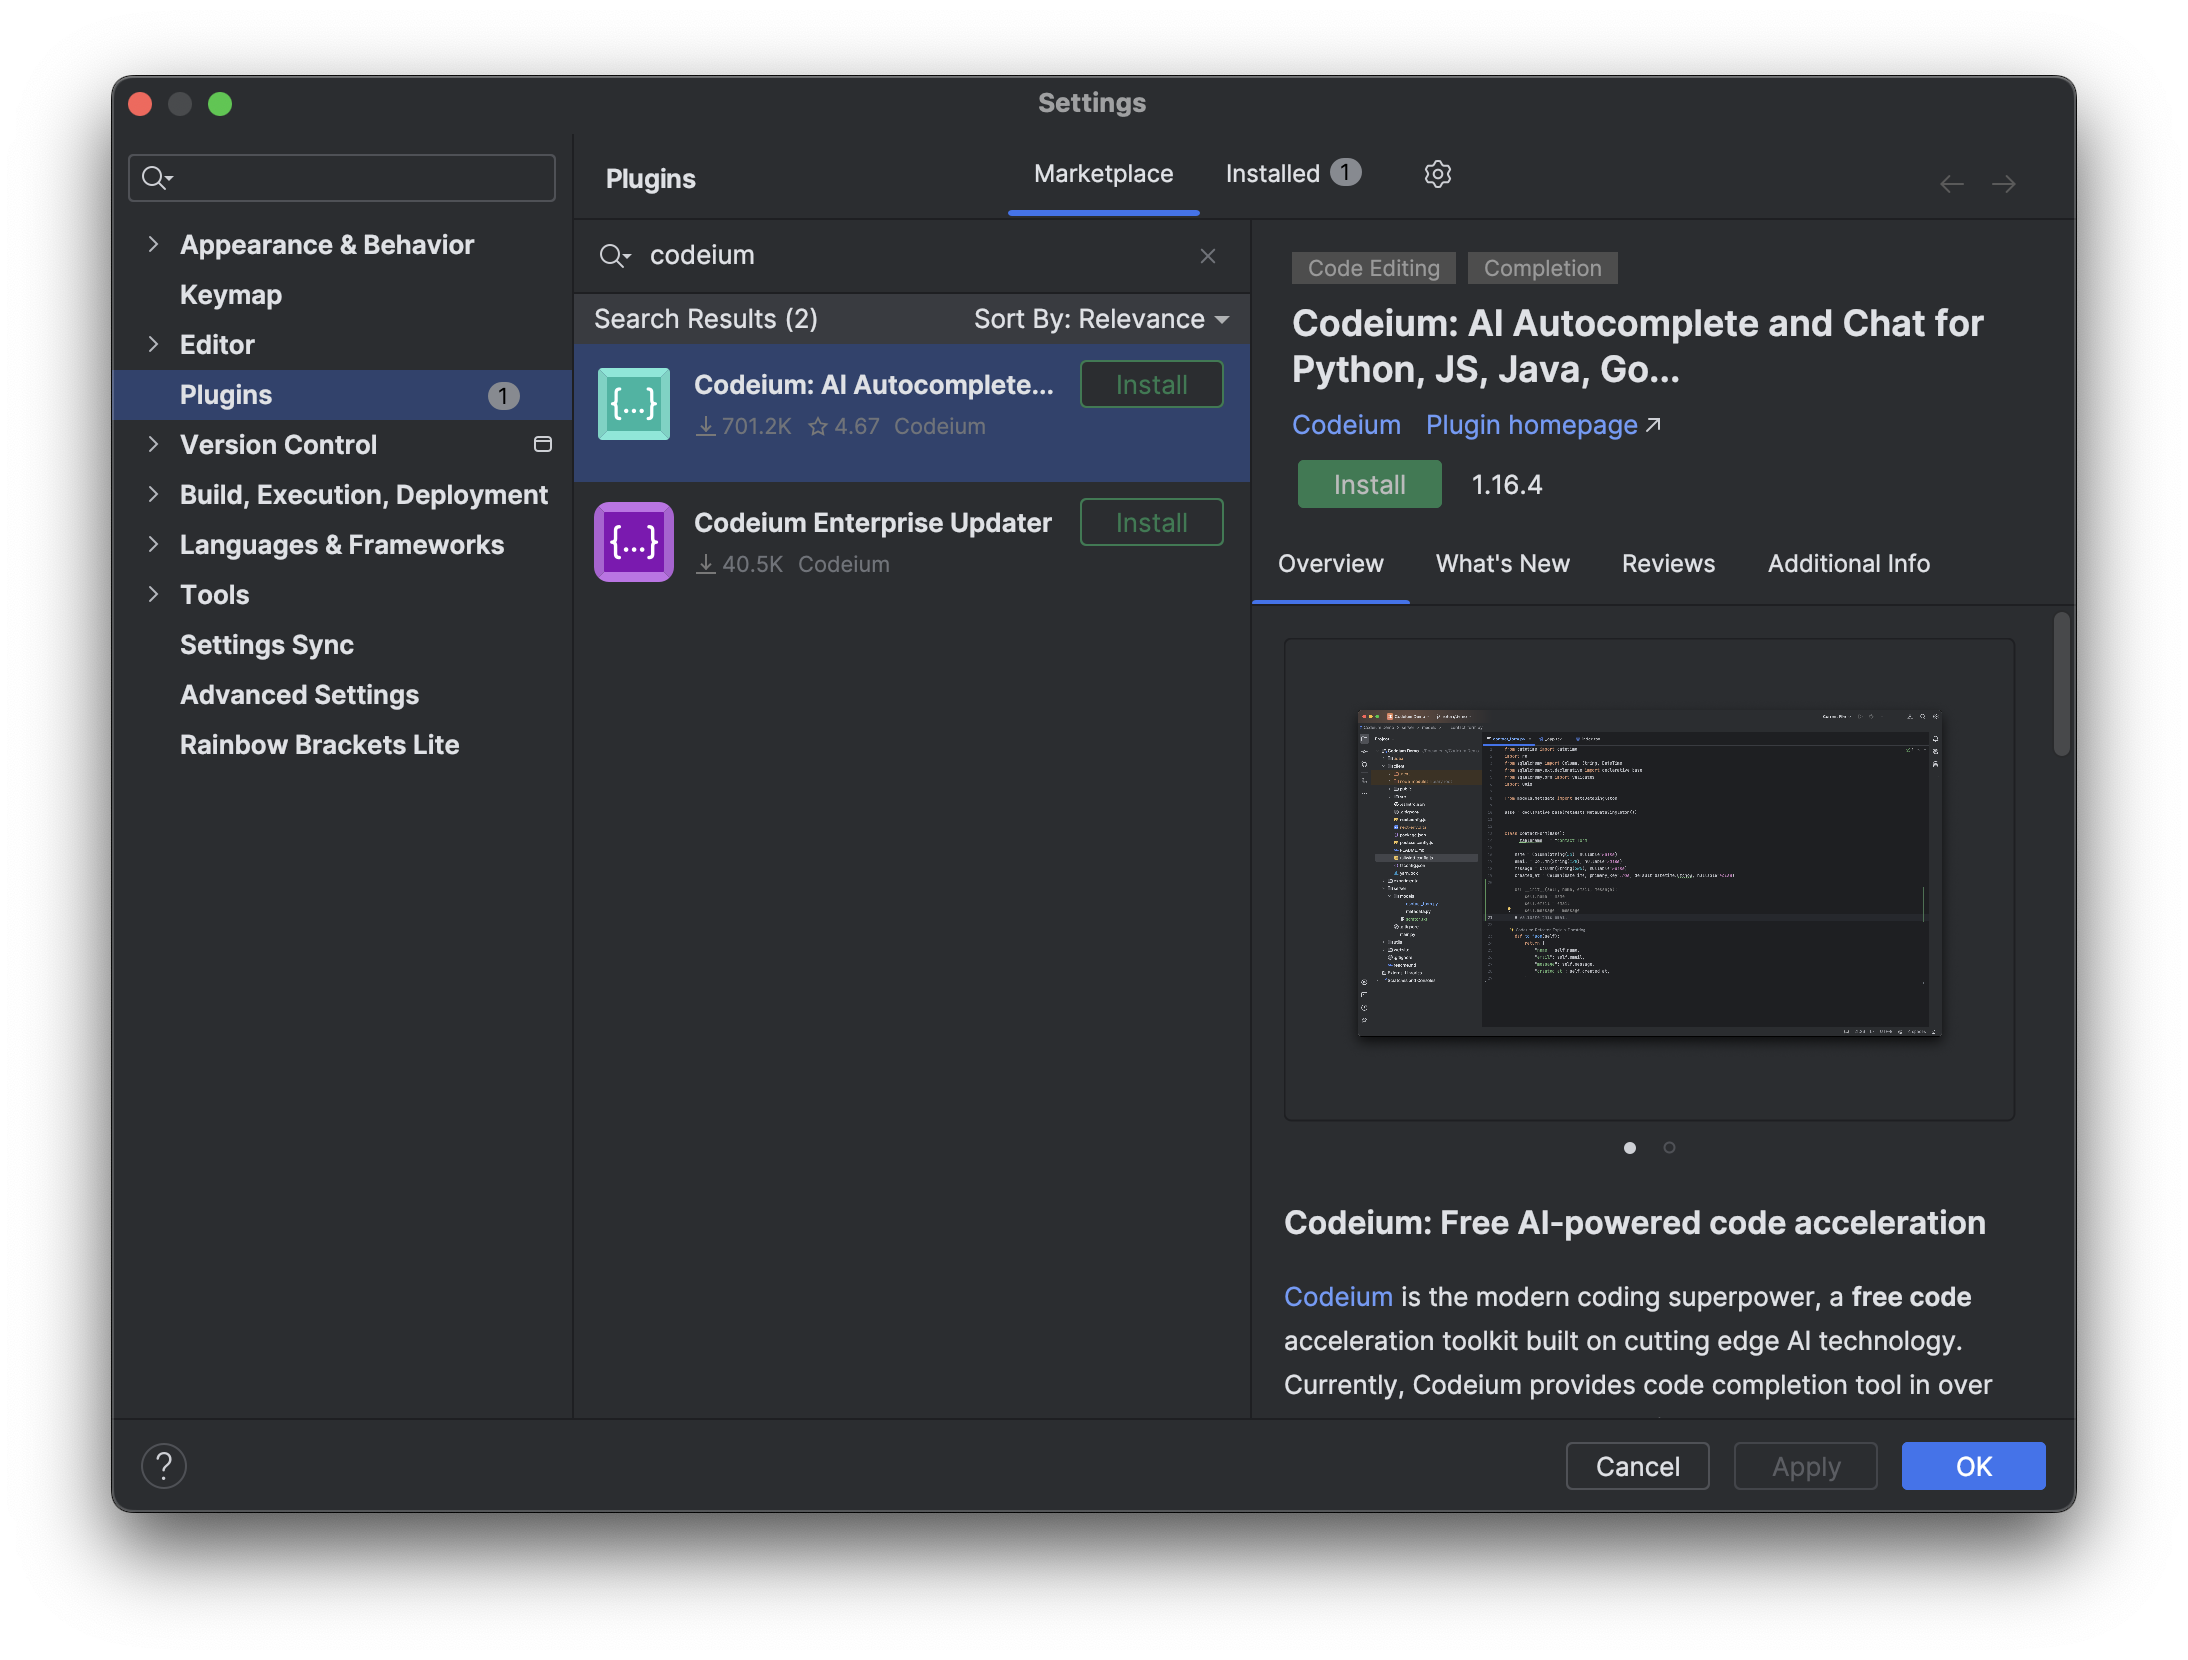 Settings
Plugins
Marketplace
Installed 1
Appearance & Behavior
Keymap
Editor
Plugins 1
Version Control
Build, Execution, Deployment
Languages & Frameworks
Tools
Settings Sync
Advanced Settings
Rainbow Brackets Lite
codeium
Search Results (2) Sort By: Relevance
{...} Codeium: AI Autocomplete... Install
701.2K 4.67 Codeium
{...} Codeium Enterprise Updater Install
40.5K Codeium
Code Editing Completion
Codeium: AI Autocomplete and Chat for
Python, JS, Java, Go...
Codeium Plugin homepage
Install 1.16.4
Overview What's New Reviews Additional Info
Codeium: Free AI-powered code acceleration
Codeium is the modern coding superpower, a free code
acceleration toolkit built on cutting edge AI technology.
Currently, Codeium provides code completion tool in over
? Cancel Apply OK